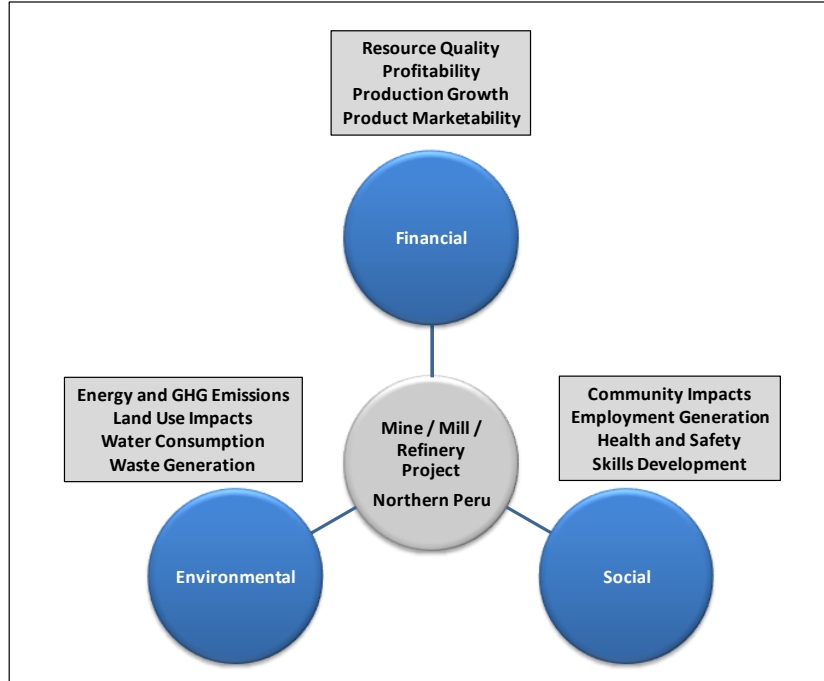 Resource Quality
Profitability
Production Growth
Product Marketability
Financial
Energy and GHG Emissions
Land Use Impacts
Water Consumption
Waste Generation
Community Impacts
Employment Generation
Health and Safety
Skills Development
Mine / Mill /
Refinery
Project
Northern Peru
Environmental
Social